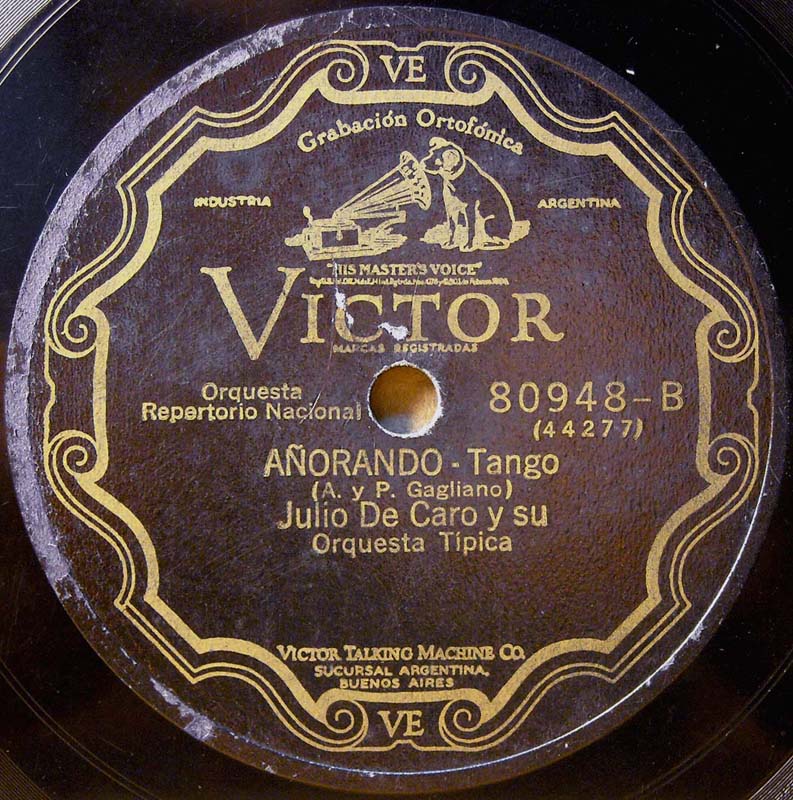 VE
Grabación Ortofónica
INDUSTRIA
ARGENTINA
"HIS MASTER'S VOICE"
VICTOR
MARCAS REGISTRADAS
Orquesta
Repertorio Nacional
80948-B
(44277)
AÑORANDO - Tango
(A. y P. Gagliano)
Julio De Caro y su
Orquesta Típica
VICTOR TALKING MACHINE CO.
SUCURSAL ARGENTINA,
BUENOS AIRES
VE